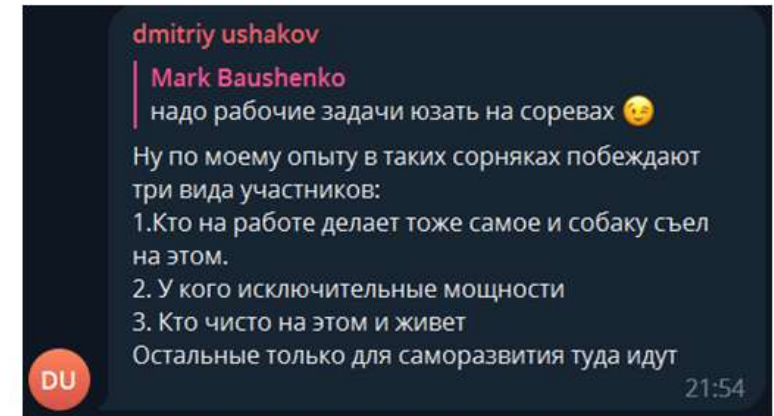 dmitriy ushakov
Mark Baushenko
надо рабочие задачи юзать на соревах 😉
Ну по моему опыту в таких сорняках побеждают
три вида участников:
1.Кто на работе делает тоже самое и собаку съел
на этом.
2. У кого исключительные мощности
3. Кто чисто на этом и живет
Остальные только для саморазвития туда идут
DU
21:54